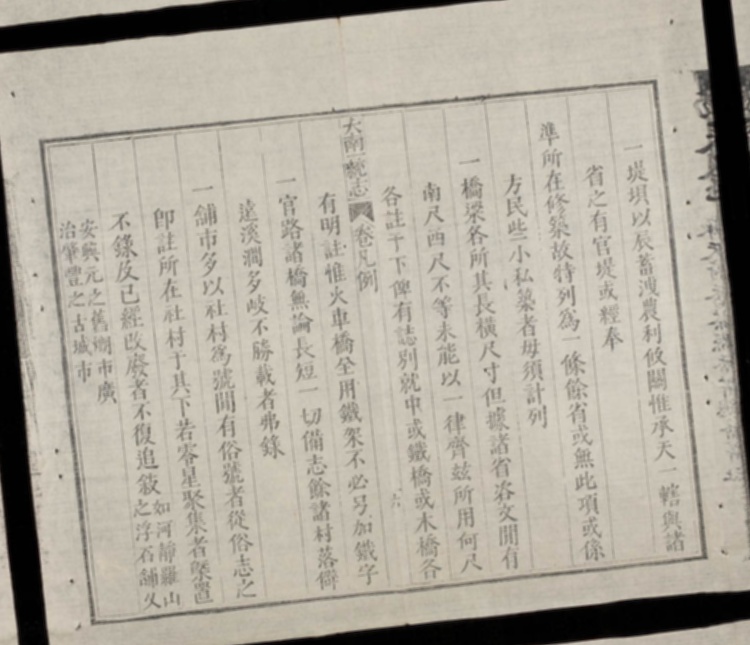 一堤埧以辰蓄洩農利攸關惟承天一轄與諸
省之有官堤或經奉
準所在修築故特列為一條餘省或無此項或係
方民些小私築者毋須計列
一橋梁各所其長橫尺寸但據諸省咨文間有
南尺西尺不等未能以一律齊兹所用何尺
各註于下俾有誌別就中或鐵橋或木橋各
大南一統志 卷凡例
有明註惟火車橋全用鐵架不必另加鐵字
一官路諸橋無論長短一切備志餘諸村落僻
遠溪澗多岐不勝載者弗錄
一舖市多以社村為號間有俗號者從俗志之
即註所在社村于其下若零星聚集者槩置
不錄及已經改廢者不復追敘
如河靜羅山
之浮石舖乂
安興元之舊湖市廣
治肇豐之古城市